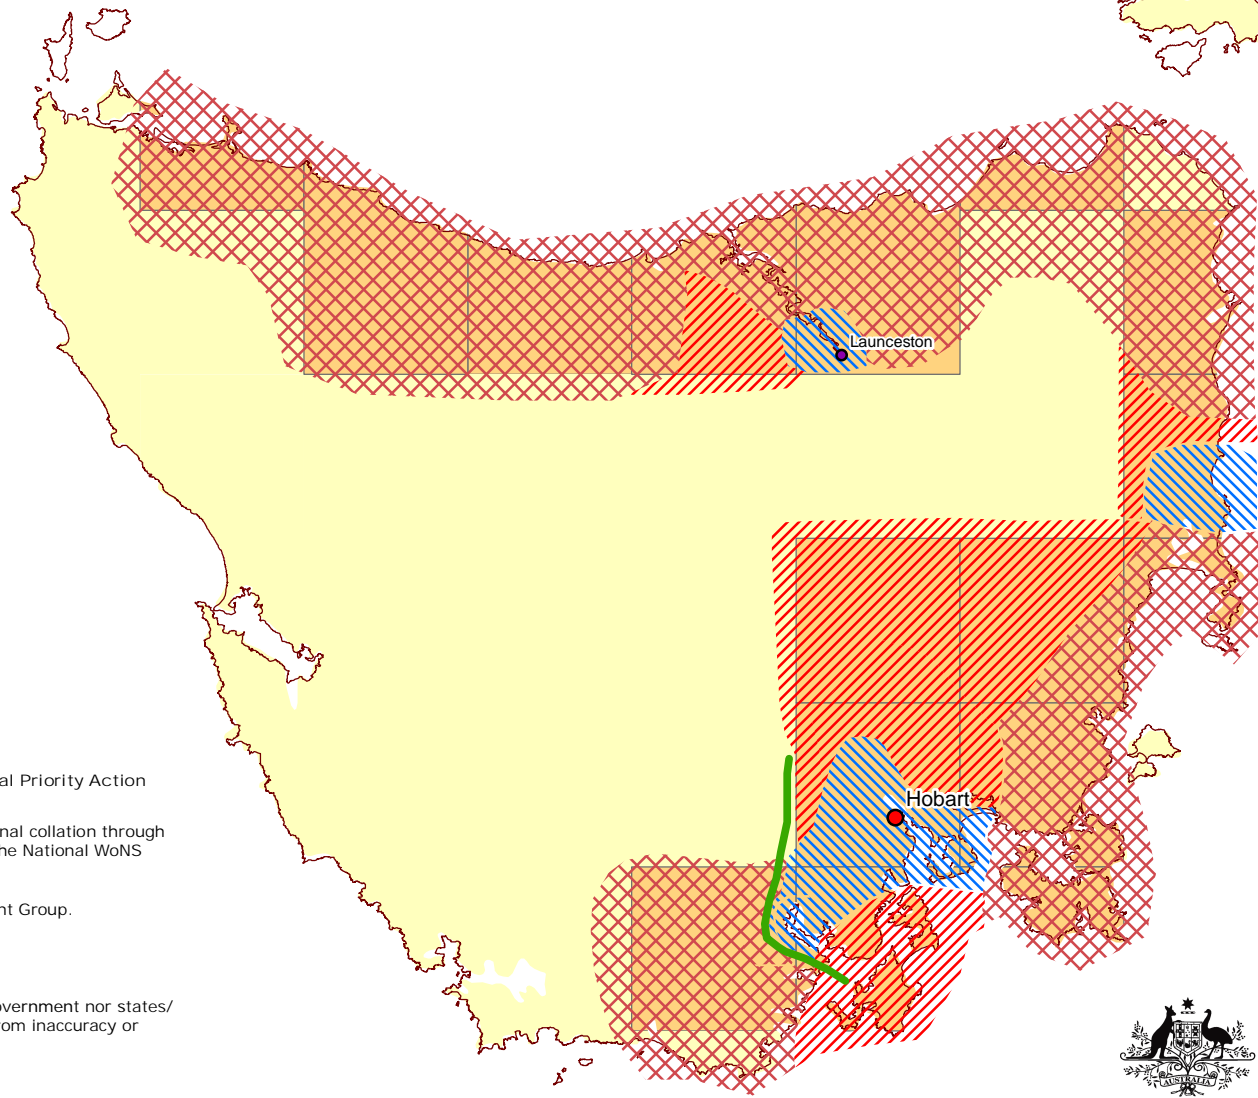 Launceston
Hobart
al Priority Action
nal collation through
he National WoNS
nt Group.
overnment nor states/
rom inaccuracy or
AUSTRALIA